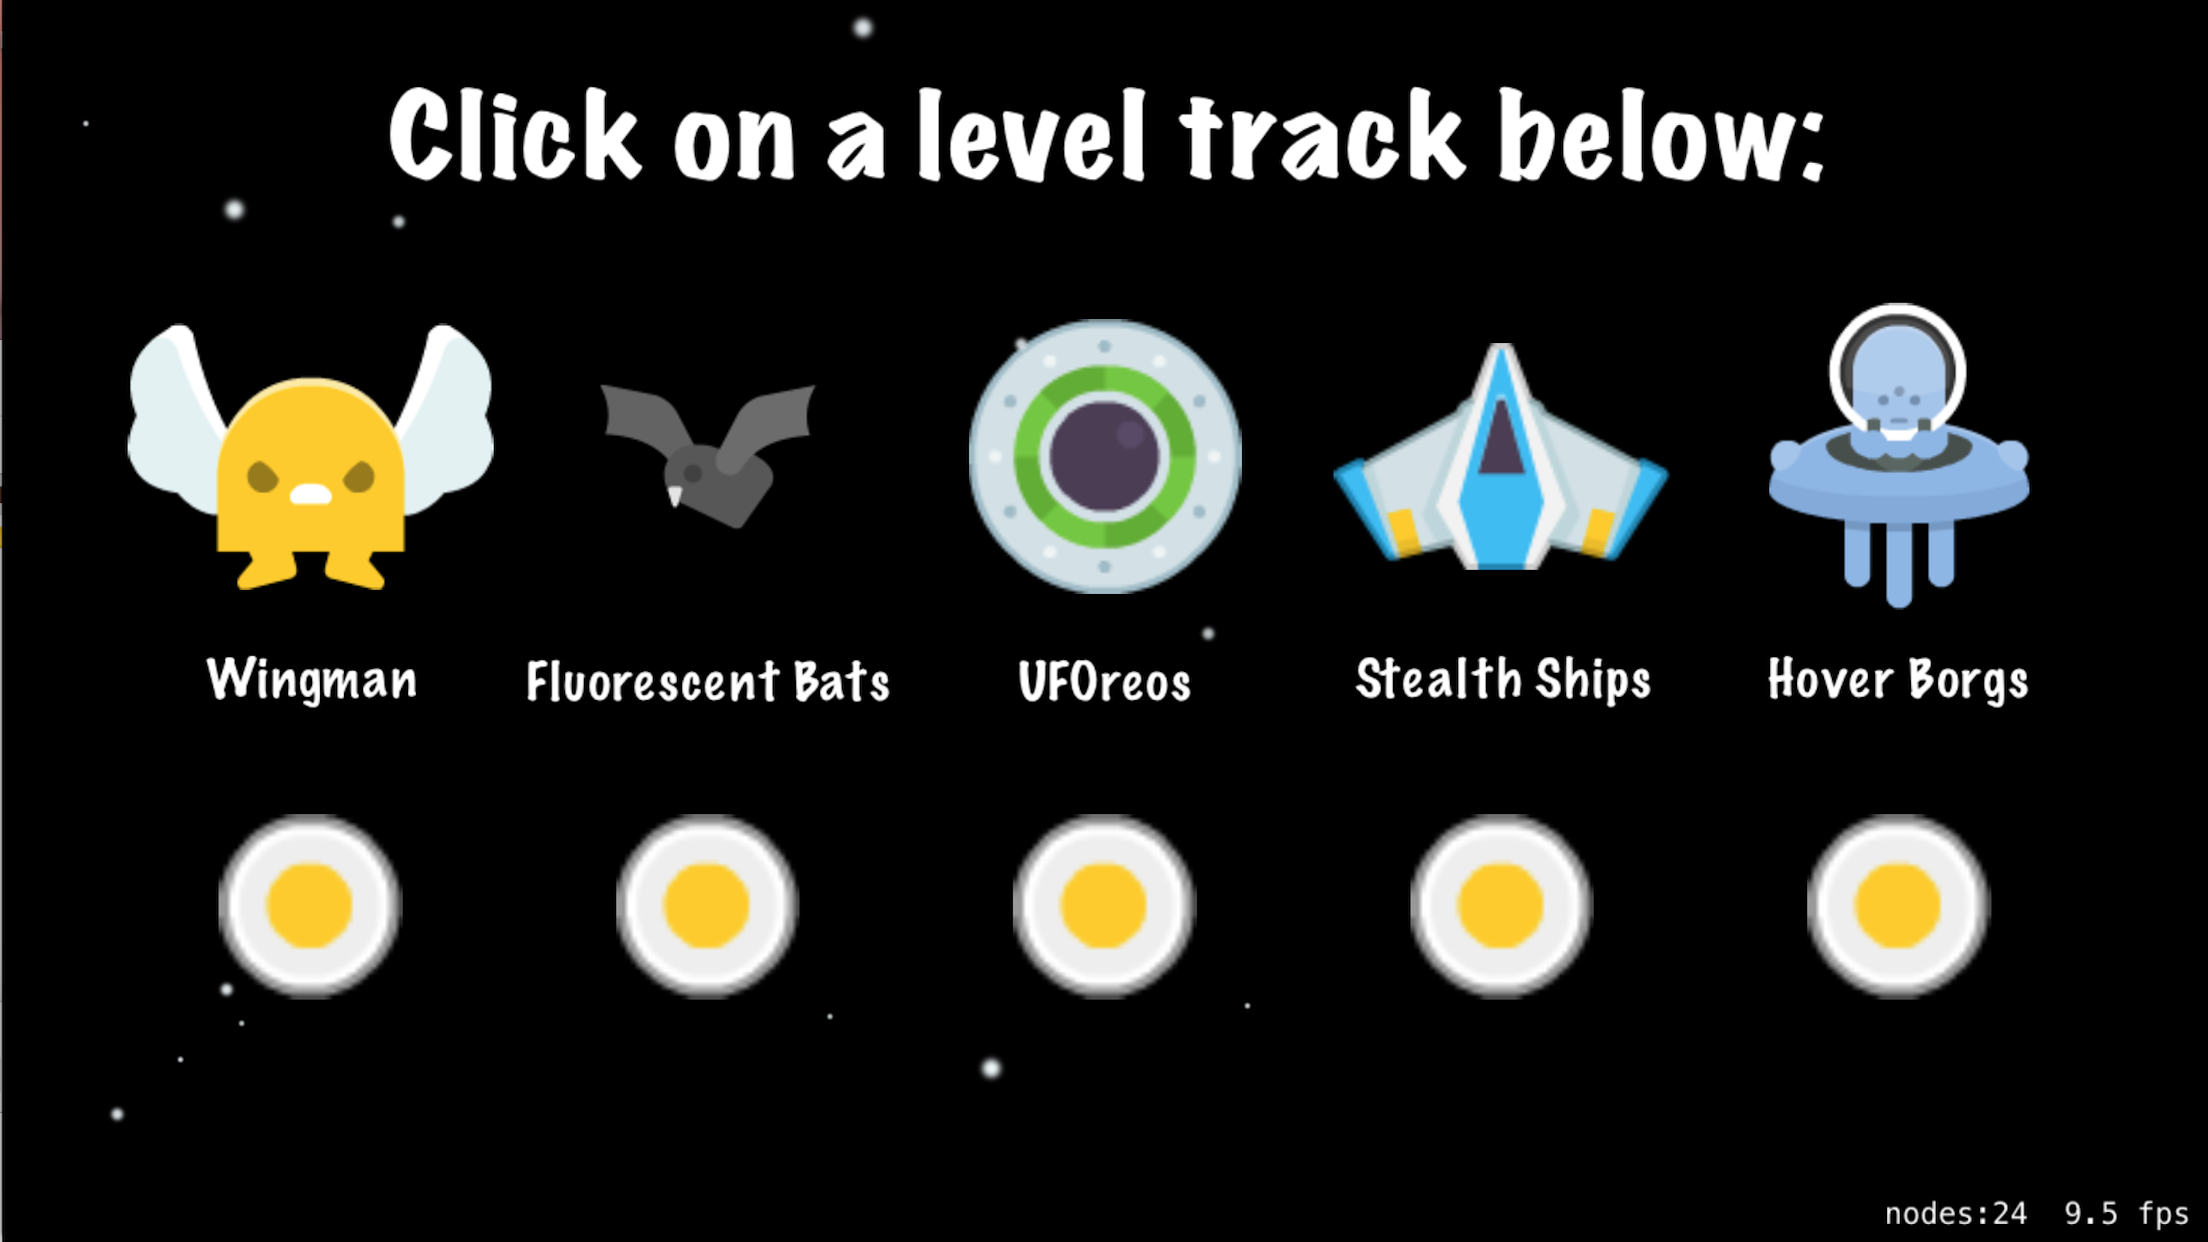 Click on a level track below:
Wingman
Fluorescent Bats
UFOreos
Stealth Ships
Hover Borgs
nodes:24 9.5 fps